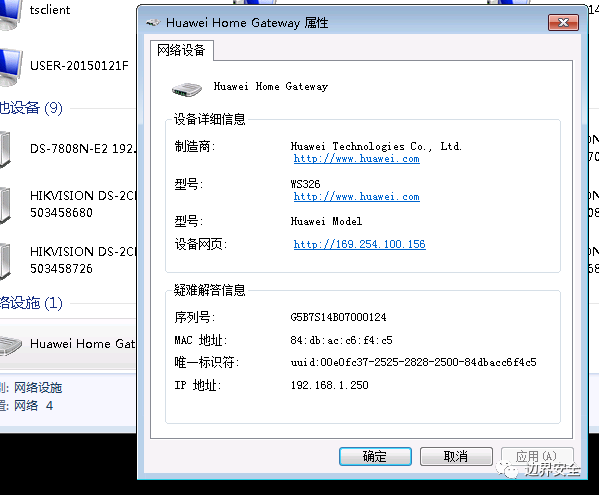 tsclient
USER-20150121F
他设备 (9)
DS-7808N-E2 192.
HIKVISION DS-2CI
503458680
HIKVISION DS-2CI
503458726
络设施 (1)
Huawei Home Gat
别: 网络设施
置: 网络 4
Huawei Home Gateway 属性
网络设备
Huawei Home Gateway
设备详细信息
制造商: Huawei Technologies Co., Ltd.
http://www.huawei.com
型号: WS326
http://www.huawei.com
型号: Huawei Model
设备网页: http://169.254.100.156
疑难解答信息
序列号: G5B7S14B07000124
MAC 地址: 84:db:ac:c6:f4:c5
唯一标识符: uuid:00e0fc37-2525-2828-2500-84dbacc6f4c5
IP 地址: 192.168.1.250
确定 取消 应用(A)
边界安全